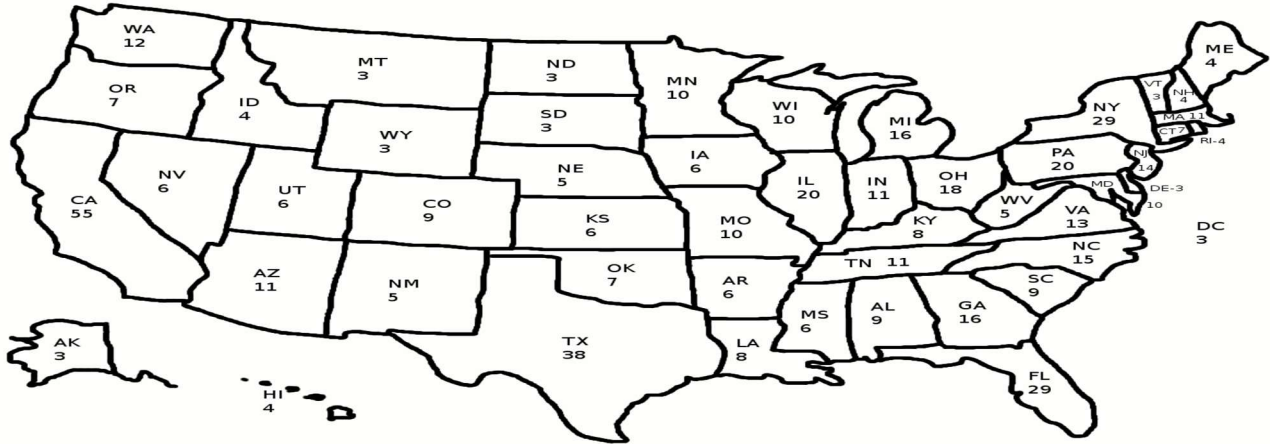 WA
12
OR
7
ID
4
MT
3
ND
3
MN
10
WI
10
MI
16
ME
4
VT
3
NH
4
NY
29
MA 11
CT 7
RI-4
SD
3
WY
3
NE
5
IA
6
IL
20
IN
11
OH
18
PA
20
NJ
14
MD
10
DE-3
DC
3
NV
6
CA
55
UT
6
CO
9
KS
6
MO
10
KY
8
WV
5
VA
13
NC
15
TN 11
AZ
11
NM
5
OK
7
AR
6
SC
9
MS
6
AL
9
GA
16
TX
38
LA
8
FL
29
AK
3
HI
4